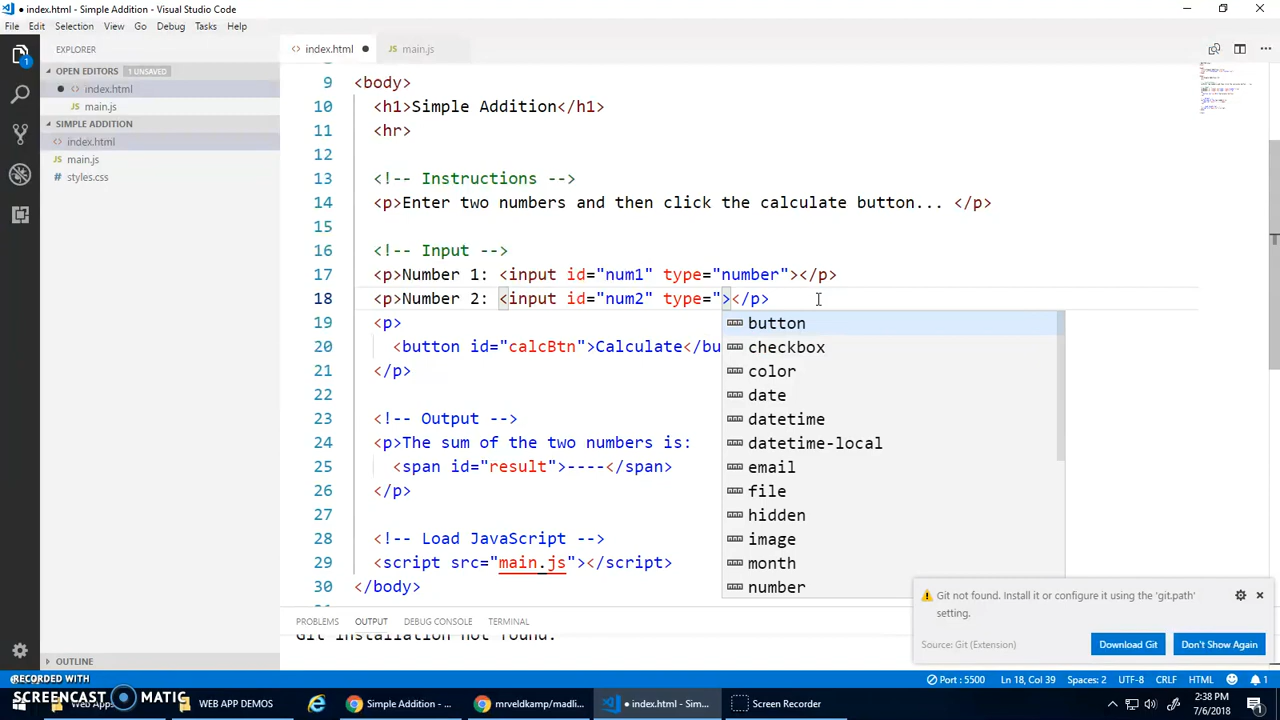 index.html - Simple Addition - Visual Studio Code
File Edit Selection View Go Debug Tasks Help
EXPLORER
OPEN EDITORS 1 UNSAVED
index.html
main.js
SIMPLE ADDITION
index.html
main.js
styles.css
OUTLINE
1
<> index.html main.js
9 <body>
10 <h1>Simple Addition</h1>
11 <hr>
12
13 <!-- Instructions -->
14 <p>Enter two numbers and then click the calculate button... </p>
15
16 <!-- Input -->
17 <p>Number 1: <input id="num1" type="number"></p>
18 <p>Number 2: <input id="num2" type="></p>
19 <p>
20 <button id="calcBtn">Calculate</bu
21 </p>
22
23 <!-- Output -->
24 <p>The sum of the two numbers is:
25 <span id="result">----</span>
26 </p>
27
28 <!-- Load JavaScript -->
29 <script src="main.js"></script>
30 </body>
button
checkbox
color
date
datetime
datetime-local
email
file
hidden
image
month
number
Git not found. Install it or configure it using the 'git.path'
setting.
Source: Git (Extension) Download Git Don't Show Again
PROBLEMS OUTPUT DEBUG CONSOLE TERMINAL
Git installation not found.
Port : 5500 Ln 18, Col 39 Spaces: 2 UTF-8 CRLF HTML 1
RECORDED WITH
SCREENCAST MATIC
WEB APP DEMOS
Simple Addition - ...
mrveldkamp/madli...
index.html - Sim...
Screen Recorder
2:38 PM
7/6/2018